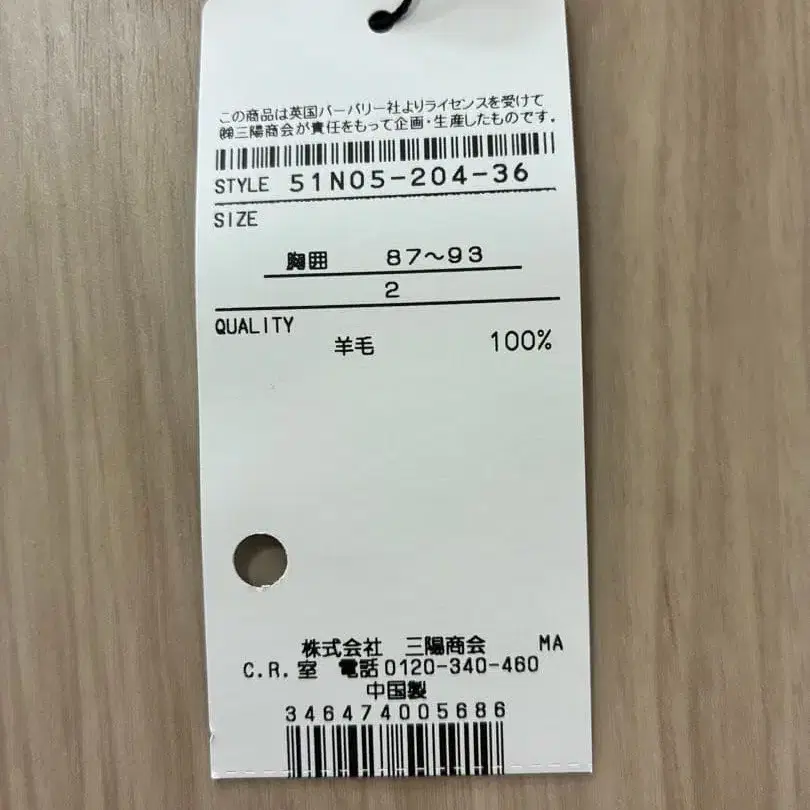 この商品は英国バーバリー社よりライセンスを受けて
㈱三陽商会が責任をもって企画・生産したものです.
STYLE 51N05-204-36
SIZE
胸囲 87〜93
2
QUALITY
羊毛 100%
株式会社 三陽商会 MA
C.R.室 電話0120-340-460
中国製
346474005686